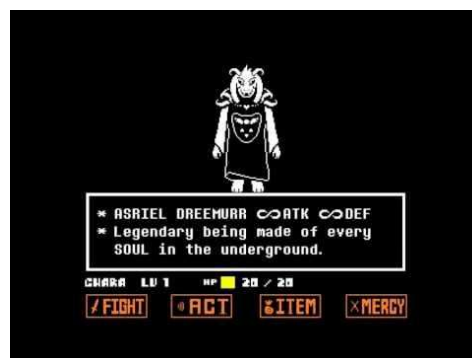 * ASRIEL DREEMURR ∞ATK ∞DEF
* Legendary being made of every
SOUL in the underground.
CHARA LV 1 HP 20 / 20
FIGHT ACT ITEM MERCY